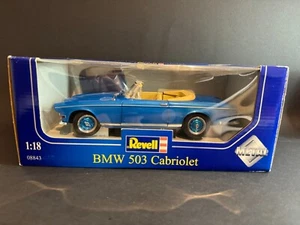 Revell
1:18
08843
BMW 503 Cabriolet
METAL